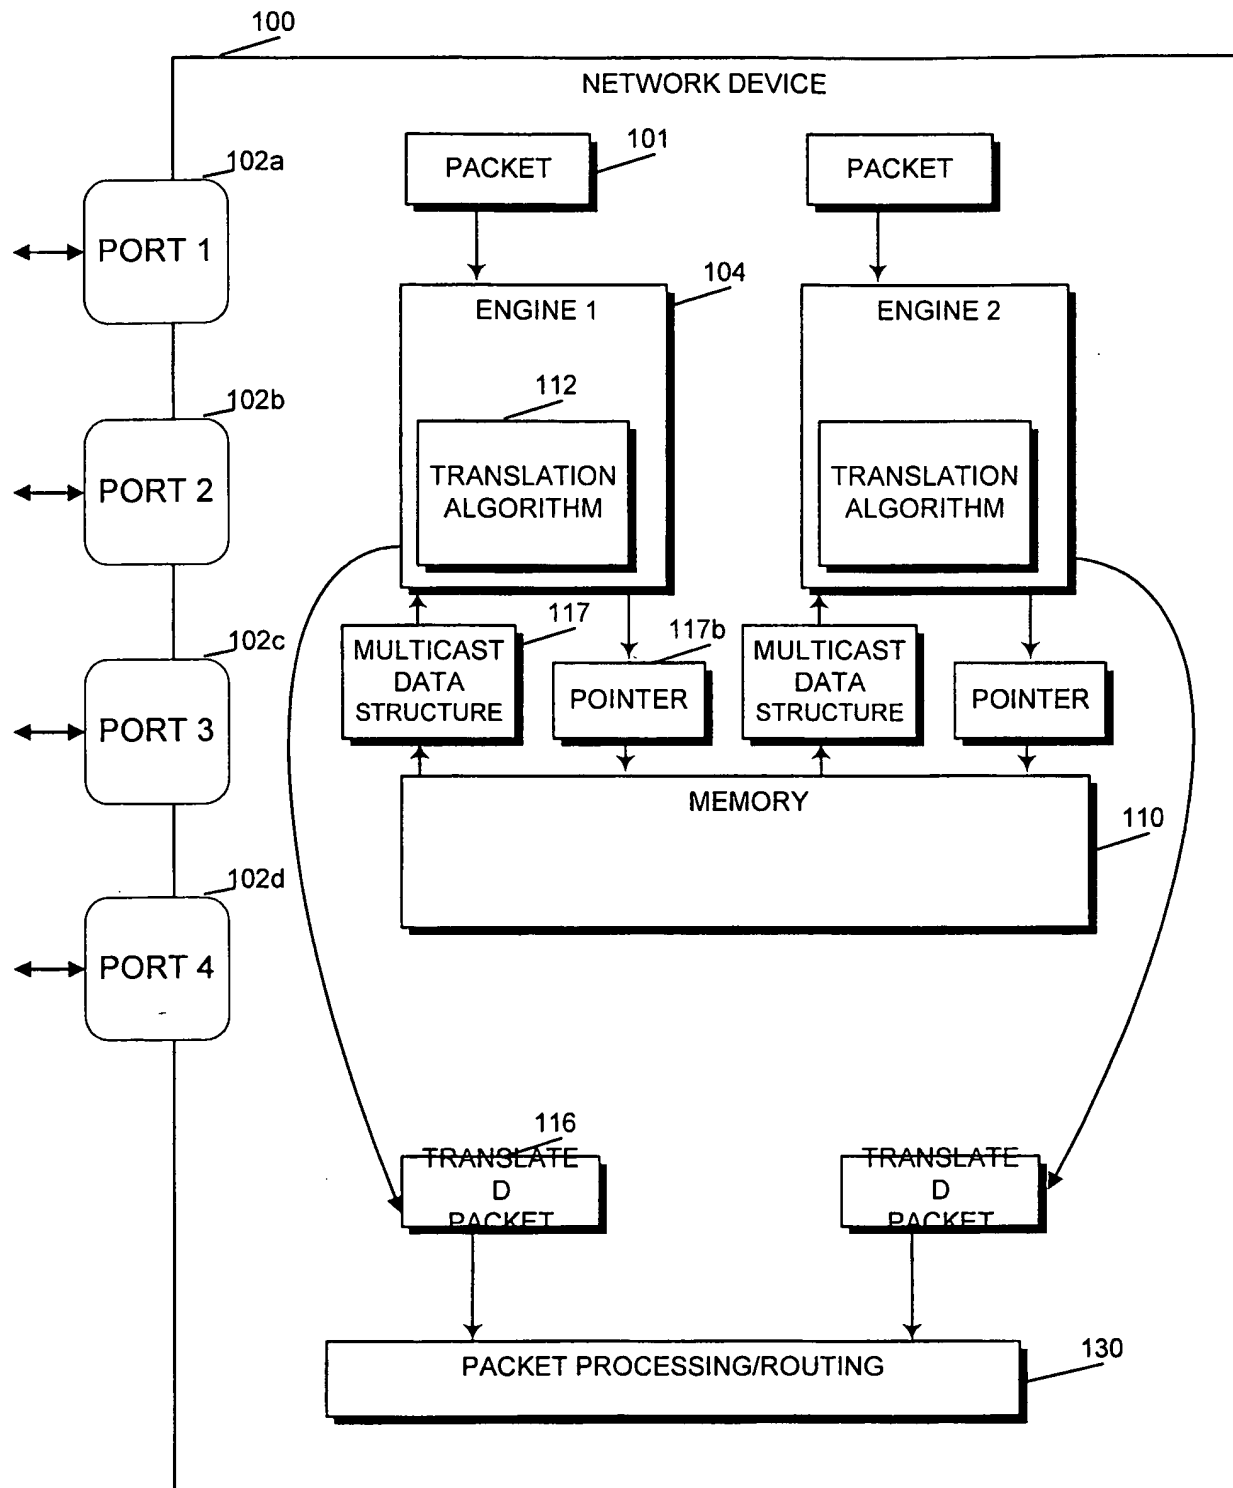 100
NETWORK DEVICE
102a
PORT 1
102b
PORT 2
102c
PORT 3
102d
PORT 4
PACKET
101
PACKET
ENGINE 1
104
ENGINE 2
112
TRANSLATION
ALGORITHM
TRANSLATION
ALGORITHM
MULTICAST
DATA
STRUCTURE
117
POINTER
117b
MULTICAST
DATA
STRUCTURE
POINTER
MEMORY
110
116
TRANSLATE
D
PACKET
TRANSLATE
D
PACKET
PACKET PROCESSING/ROUTING
130